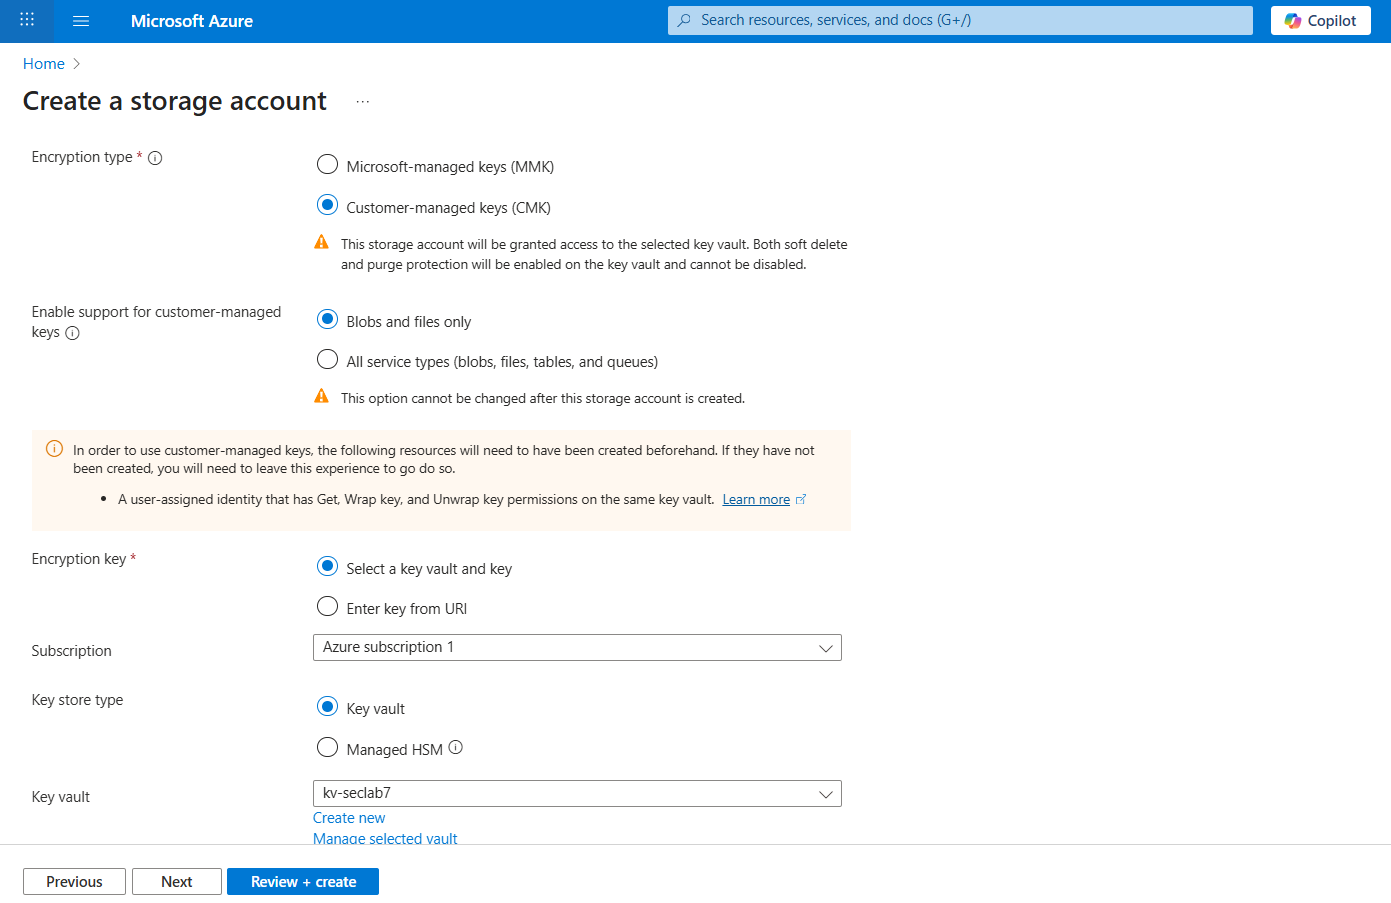 Microsoft Azure
Search resources, services, and docs (G+/)
Copilot
Home
Create a storage account
Encryption type *
Microsoft-managed keys (MMK)
Customer-managed keys (CMK)
This storage account will be granted access to the selected key vault. Both soft delete
and purge protection will be enabled on the key vault and cannot be disabled.
Enable support for customer-managed
keys
Blobs and files only
All service types (blobs, files, tables, and queues)
This option cannot be changed after this storage account is created.
In order to use customer-managed keys, the following resources will need to have been created beforehand. If they have not
been created, you will need to leave this experience to go do so.
• A user-assigned identity that has Get, Wrap key, and Unwrap key permissions on the same key vault. Learn more
Encryption key *
Select a key vault and key
Enter key from URI
Subscription
Azure subscription 1
Key store type
Key vault
Managed HSM
Key vault
kv-seclab7
Create new
Manage selected vault
Previous
Next
Review + create